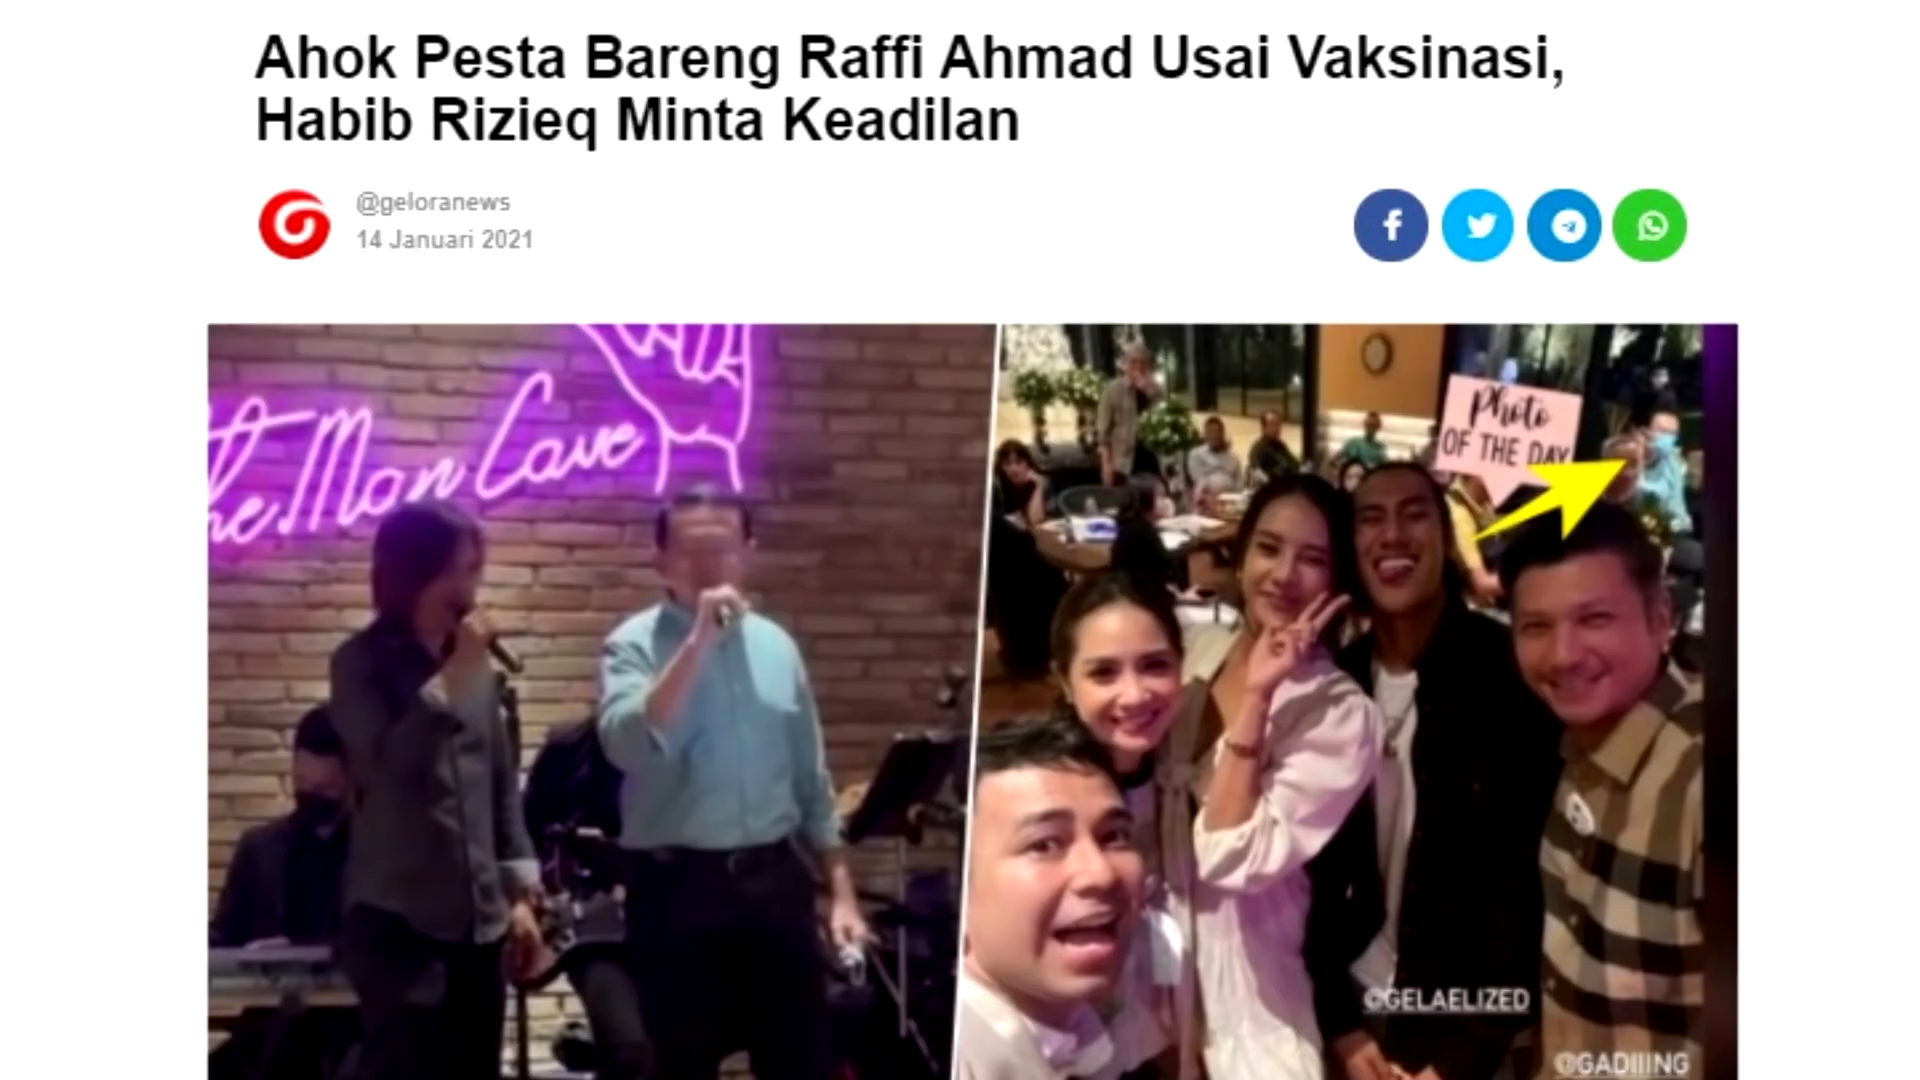 Ahok Pesta Bareng Raffi Ahmad Usai Vaksinasi,
Habib Rizieq Minta Keadilan
@geloranews
14 Januari 2021
The Man Cave
Photo
OF THE DAY
@GELAELIZED
@GADIIING